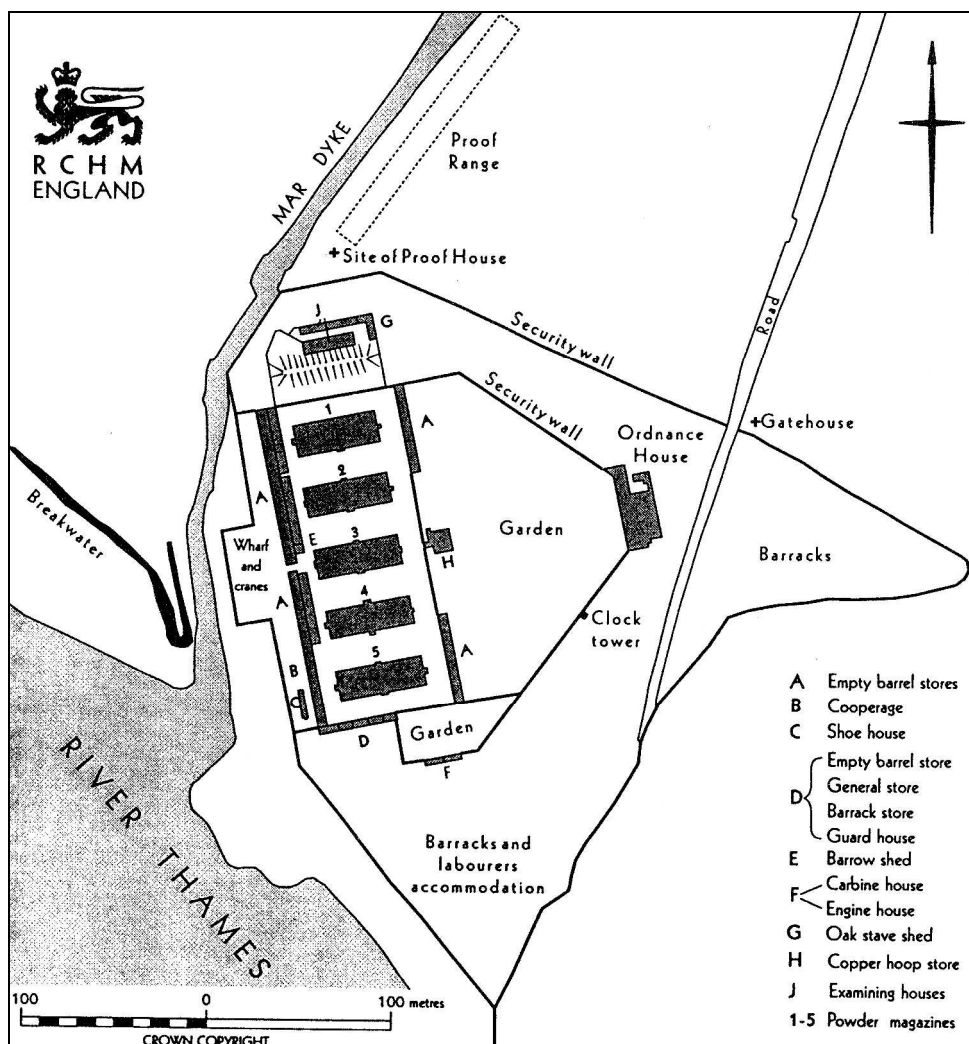 RCHM
ENGLAND
MAR DYKE
Proof
Range
Site of Proof House
Security wall
Security wall
Road
Gatehouse
Ordnance
House
J
G
1
A
2
A
E
3
H
Wharf
and
cranes
Breakwater
Garden
Barracks
A
4
Clock
tower
B
5
A
C
D
Garden
F
RIVER THAMES
Barracks and
labourers
accommodation
A Empty barrel stores
B Cooperage
C Shoe house
D Empty barrel store
General store
Barrack store
Guard house
E Barrow shed
F Carbine house
Engine house
G Oak stave shed
H Copper hoop store
J Examining houses
1-5 Powder magazines
100 0 100 metres
CROWN COPYRIGHT